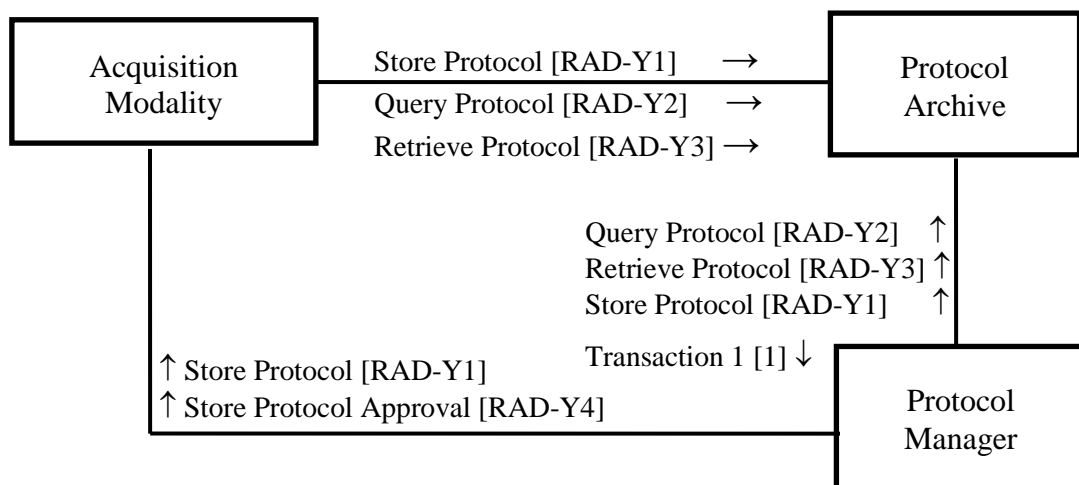 Acquisition
Modality
Store Protocol [RAD-Y1] →
Query Protocol [RAD-Y2] →
Retrieve Protocol [RAD-Y3] →
Protocol
Archive
Query Protocol [RAD-Y2] ↑
Retrieve Protocol [RAD-Y3] ↑
Store Protocol [RAD-Y1] ↑
Transaction 1 [1] ↓
↑ Store Protocol [RAD-Y1]
↑ Store Protocol Approval [RAD-Y4]
Protocol
Manager